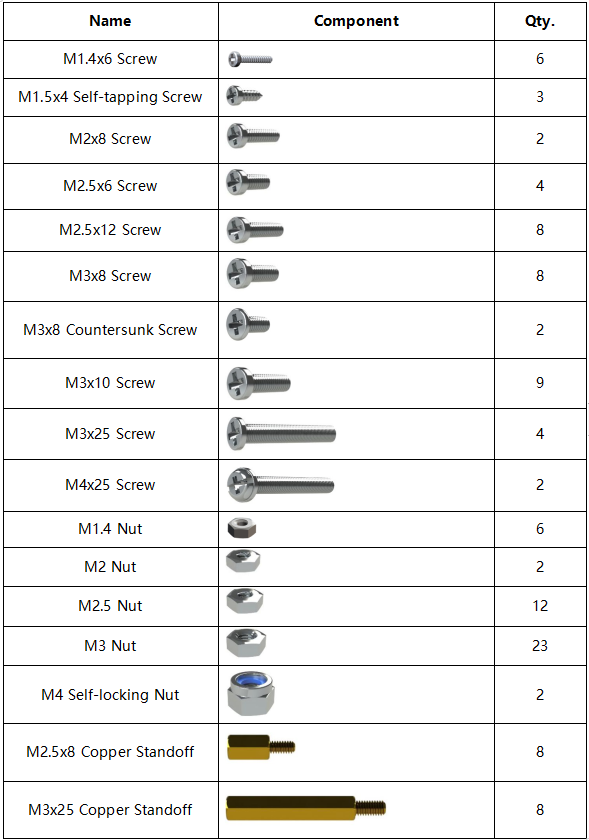 Name Component Qty.
M1.4x6 Screw 6
M1.5x4 Self-tapping Screw 3
M2x8 Screw 2
M2.5x6 Screw 4
M2.5x12 Screw 8
M3x8 Screw 8
M3x8 Countersunk Screw 2
M3x10 Screw 9
M3x25 Screw 4
M4x25 Screw 2
M1.4 Nut 6
M2 Nut 2
M2.5 Nut 12
M3 Nut 23
M4 Self-locking Nut 2
M2.5x8 Copper Standoff 8
M3x25 Copper Standoff 8